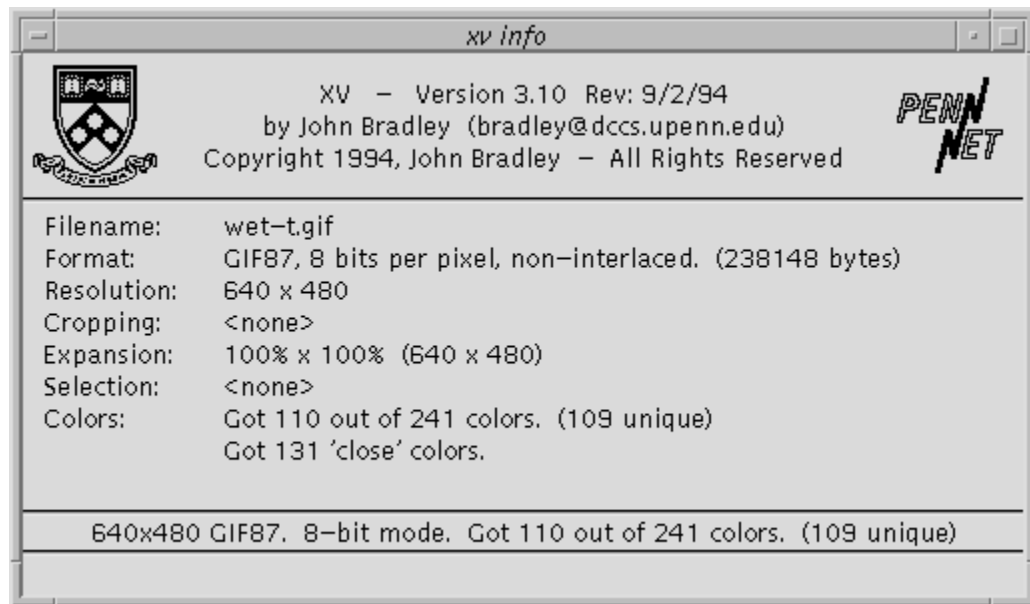 xv info
XV – Version 3.10 Rev: 9/2/94
by John Bradley (bradley@dccs.upenn.edu)
Copyright 1994, John Bradley – All Rights Reserved
PENN
NET
Filename: wet–t.gif
Format: GIF87, 8 bits per pixel, non–interlaced. (238148 bytes)
Resolution: 640 x 480
Cropping: <none>
Expansion: 100% x 100% (640 x 480)
Selection: <none>
Colors: Got 110 out of 241 colors. (109 unique)
Got 131 'close' colors.
640x480 GIF87. 8–bit mode. Got 110 out of 241 colors. (109 unique)